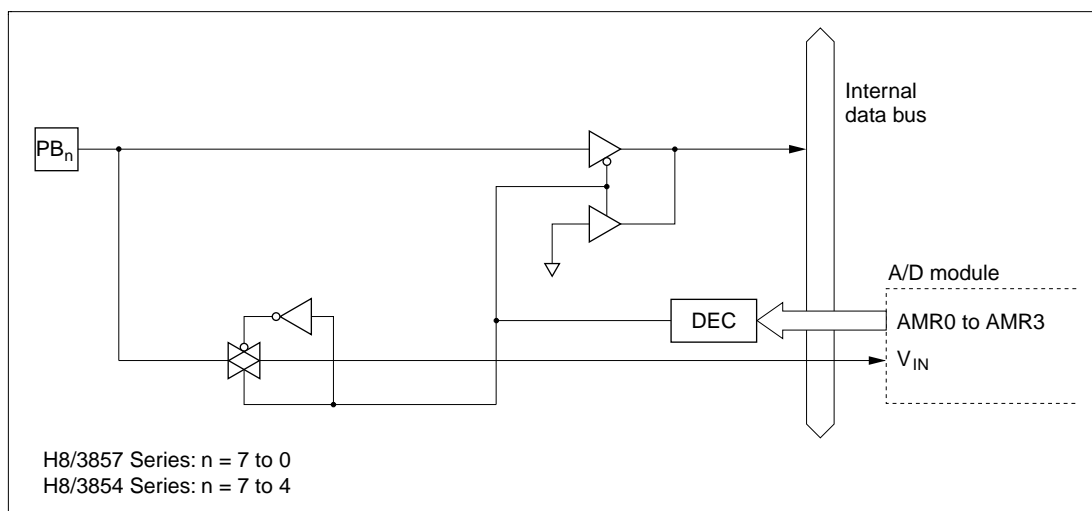 Internal
data bus
PBn
A/D module
DEC
AMR0 to AMR3
VIN
H8/3857 Series: n = 7 to 0
H8/3854 Series: n = 7 to 4